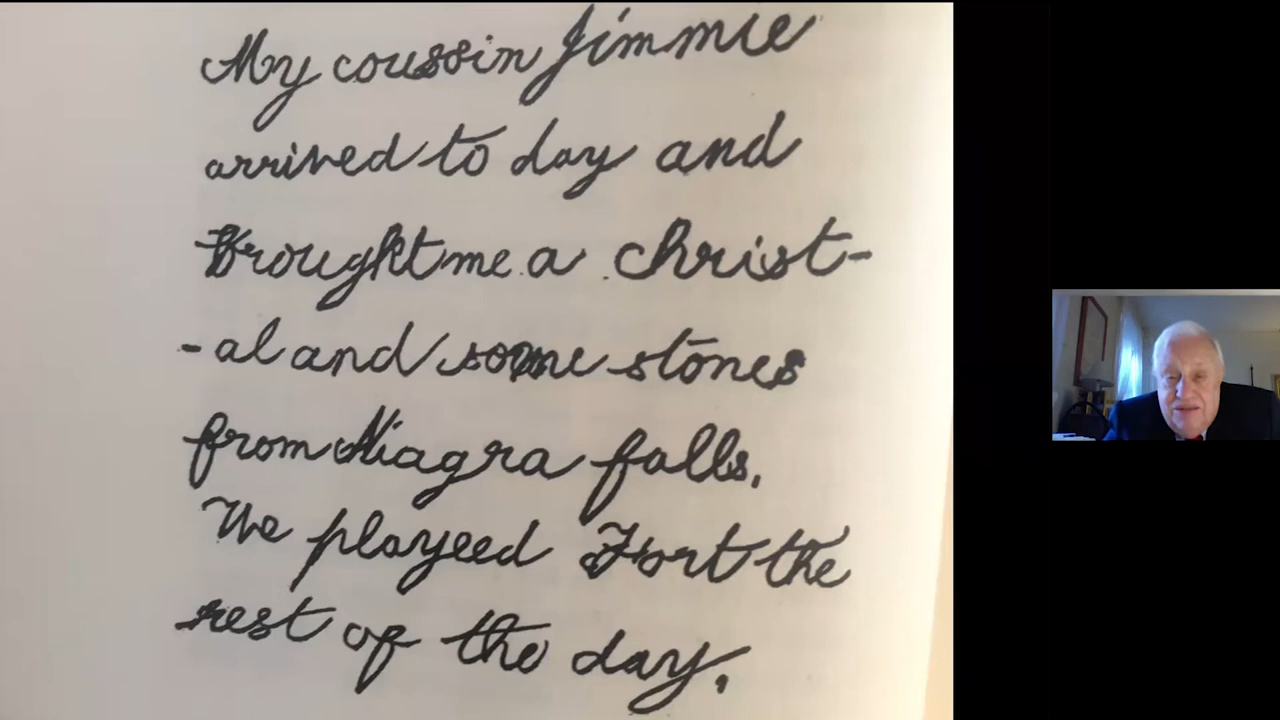 My coussin Jimmie
arrived to day and
brought me a christ-
-al and some stones
from Niagra falls.
We playeed Fort the
rest of the day.